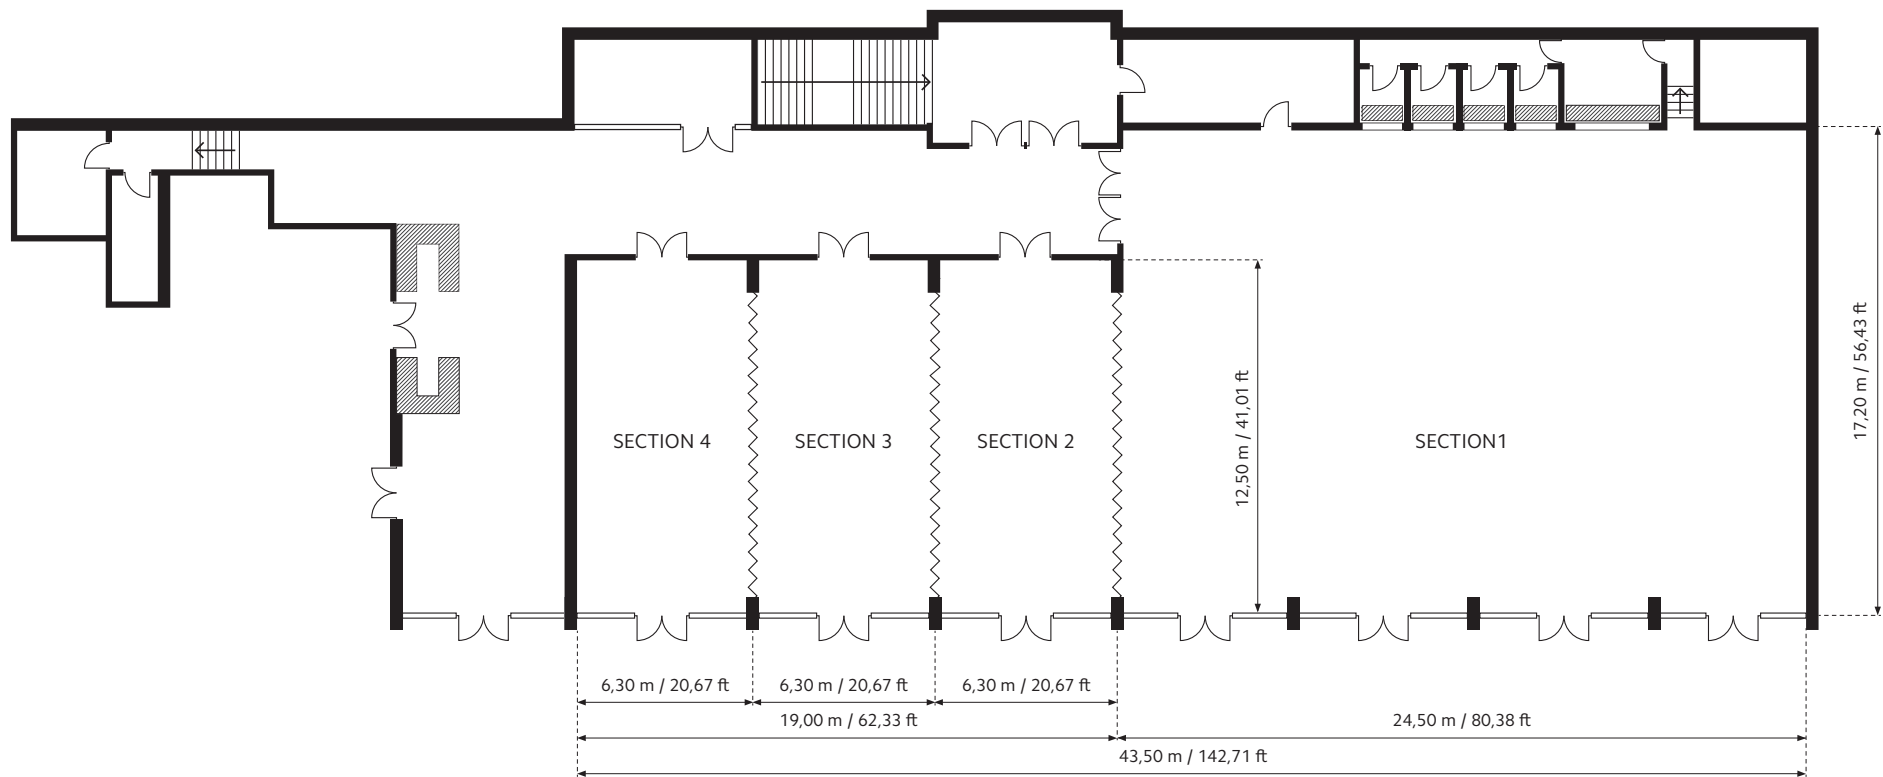 SECTION 4
SECTION 3
SECTION 2
SECTION1
12,50 m / 41,01 ft
17,20 m / 56,43 ft
6,30 m / 20,67 ft
6,30 m / 20,67 ft
6,30 m / 20,67 ft
19,00 m / 62,33 ft
24,50 m / 80,38 ft
43,50 m / 142,71 ft